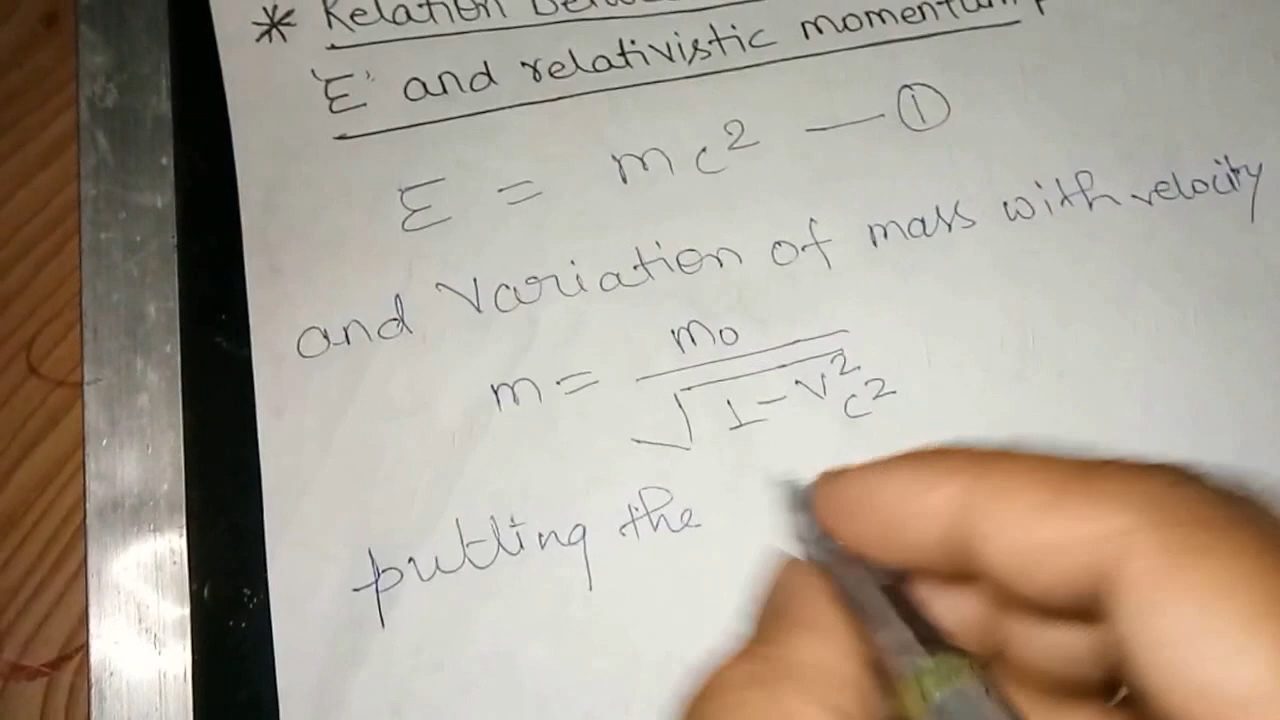 * Relation
'E' and relativistic momentum
E = mc² — ①
and Variation of mass with velocity
m = m₀ / √1 - v²/c²
putting the